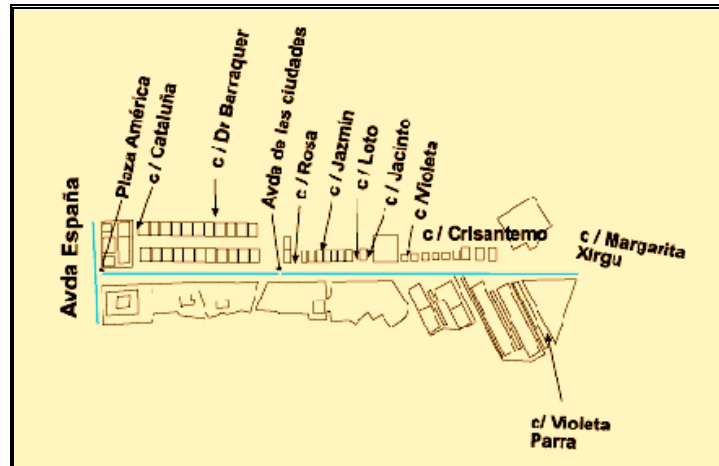 Avda España
Plaza América
c / Cataluña
c / Dr Barraquer
Avda de las ciudades
c / Rosa
c / Jazmín
c / Loto
c / Jacinto
c /Violeta
c / Crisantemo
c / Margarita
Xirgu
c/ Violeta
Parra